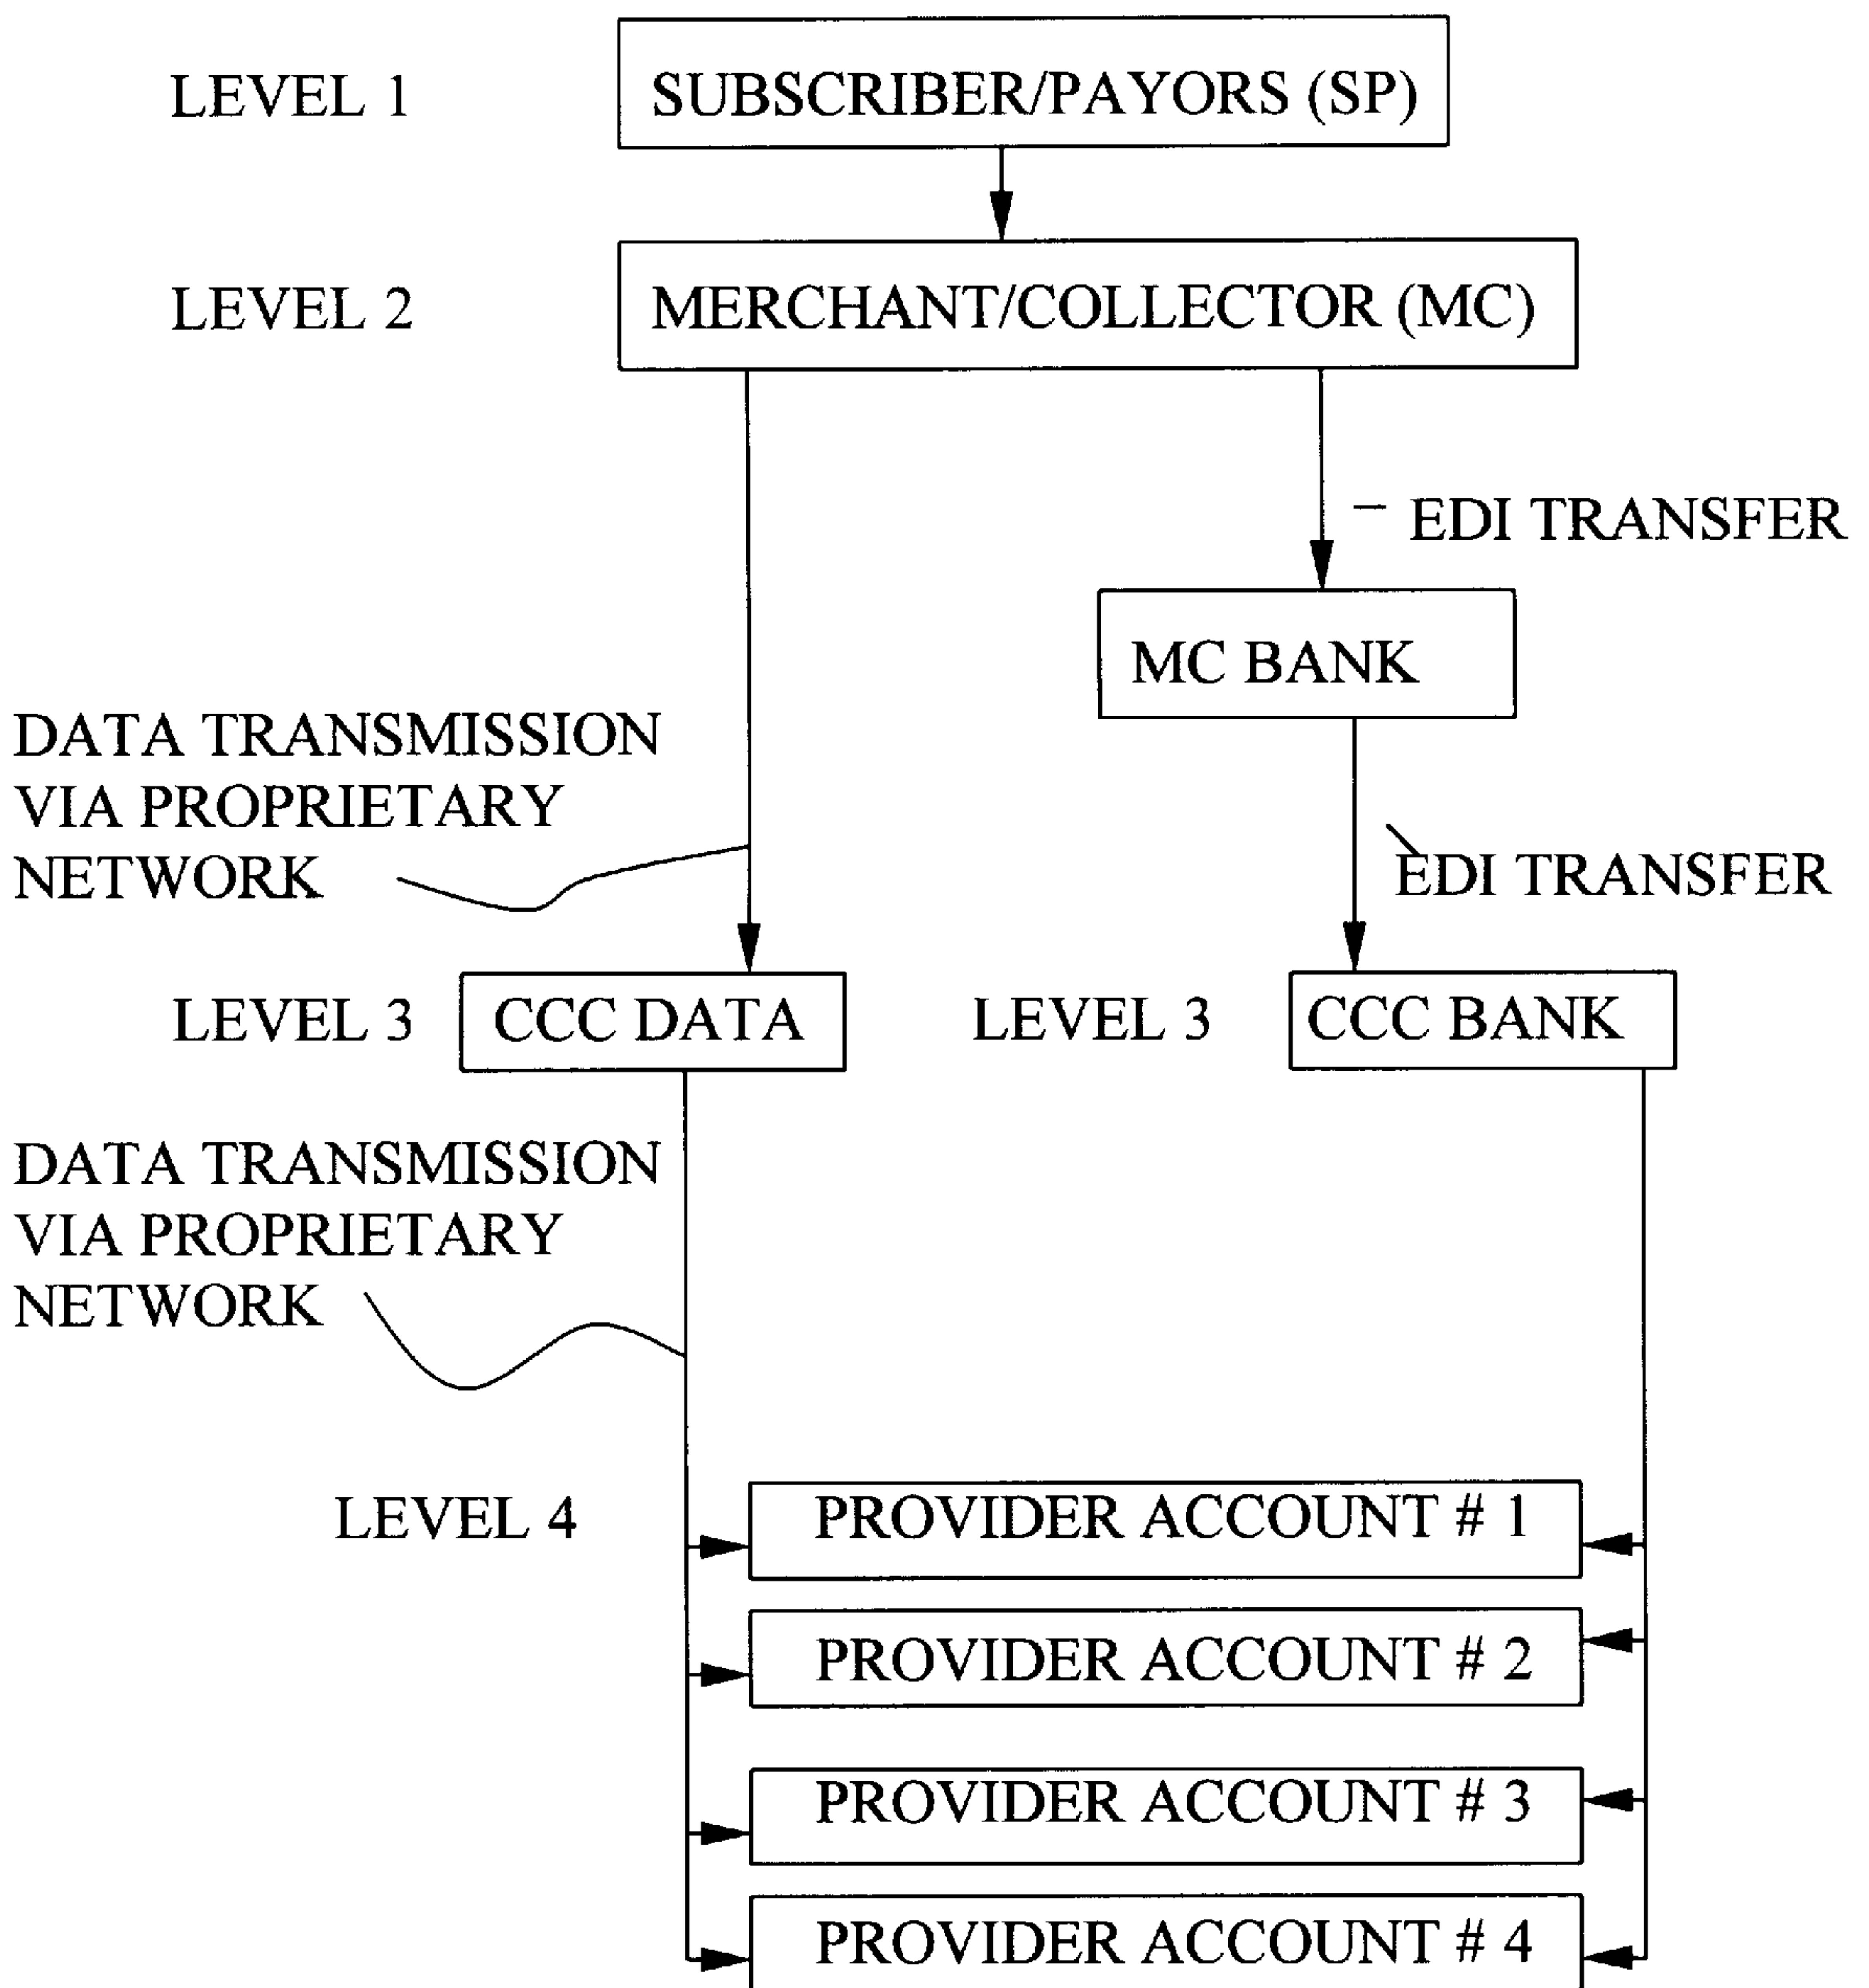 LEVEL 1
SUBSCRIBER/PAYORS (SP)
LEVEL 2
MERCHANT/COLLECTOR (MC)
EDI TRANSFER
MC BANK
DATA TRANSMISSION
VIA PROPRIETARY
NETWORK
EDI TRANSFER
LEVEL 3
CCC DATA
LEVEL 3
CCC BANK
DATA TRANSMISSION
VIA PROPRIETARY
NETWORK
LEVEL 4
PROVIDER ACCOUNT # 1
PROVIDER ACCOUNT # 2
PROVIDER ACCOUNT # 3
PROVIDER ACCOUNT # 4